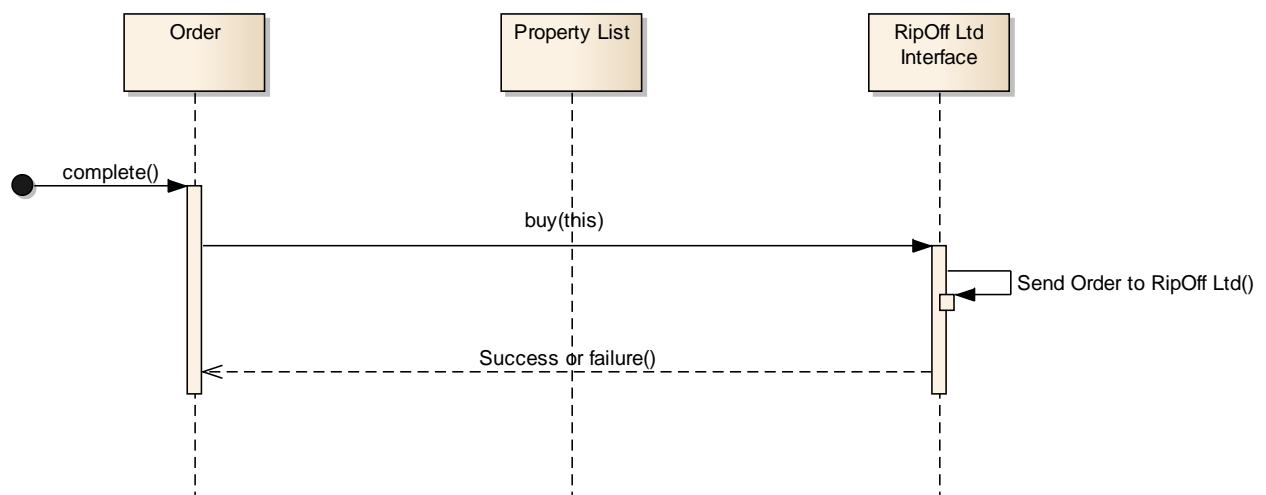 Order
Property List
RipOff Ltd
Interface
complete()
buy(this)
Send Order to RipOff Ltd()
Success or failure()